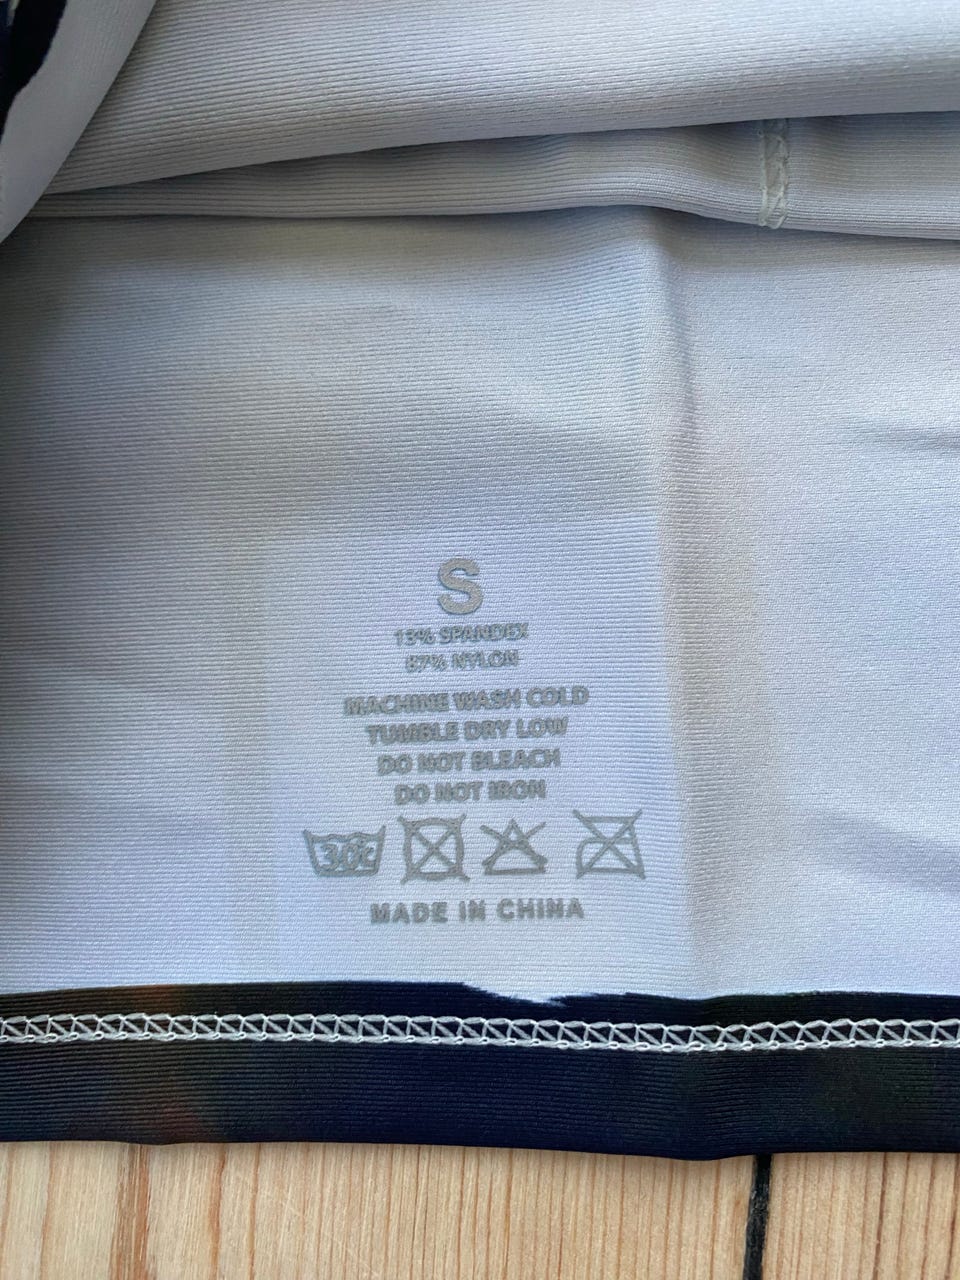 S
13% SPANDEX
87% NYLON
MACHINE WASH COLD
TUMBLE DRY LOW
DO NOT BLEACH
DO NOT IRON
30c
MADE IN CHINA